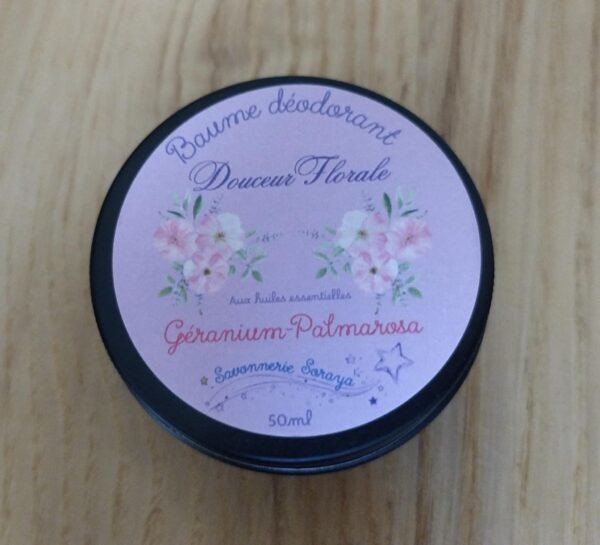 Baume déodorant
Douceur Florale
Aux huiles essentielles
Géranium-Palmarosa
Savonnerie Soraya
50ml